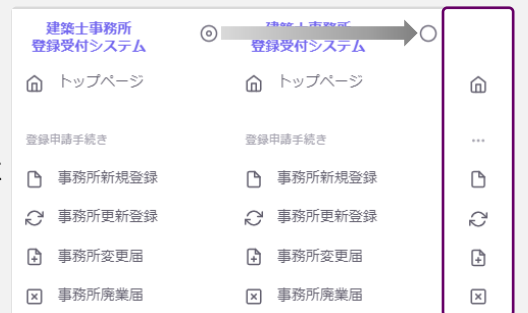 建築士事務所
登録受付システム
トップページ
登録申請手続き
事務所新規登録
事務所更新登録
事務所変更届
事務所廃業届
建築士事務所
登録受付システム
トップページ
登録申請手続き
事務所新規登録
事務所更新登録
事務所変更届
事務所廃業届
...